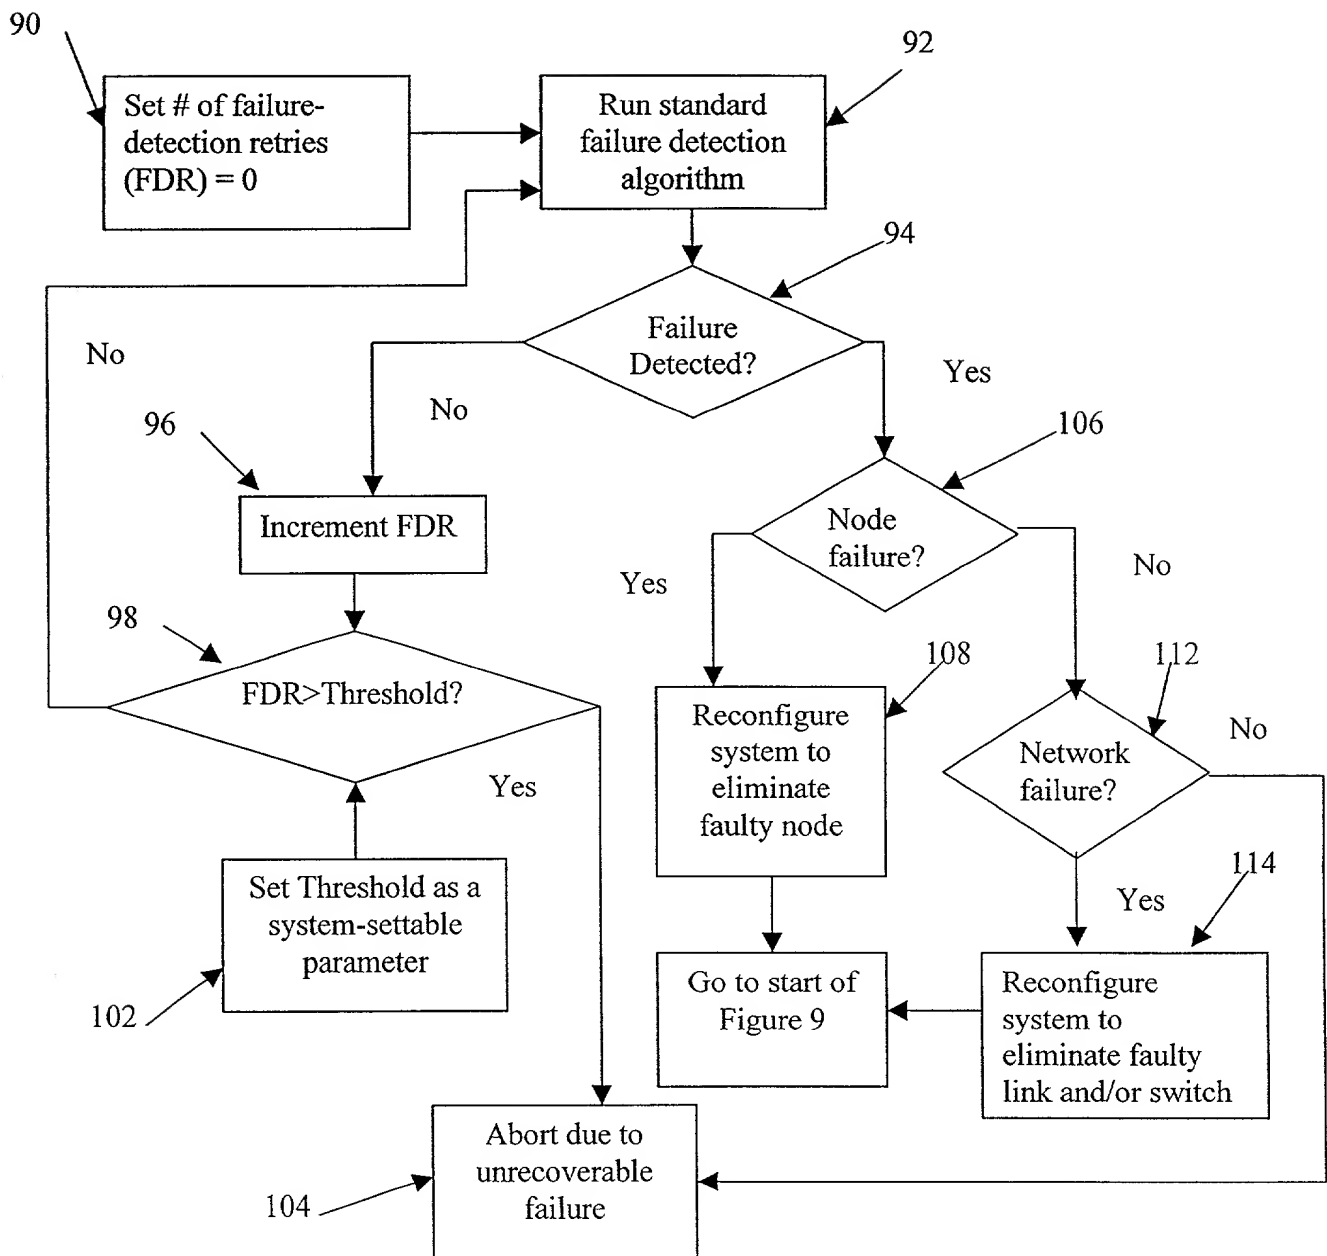 90
92
Set # of failure-
detection retries
(FDR) = 0
Run standard
failure detection
algorithm
94
Failure
Detected?
No
Yes
No
96
106
Increment FDR
Node
failure?
Yes
No
98
108
112
FDR>Threshold?
Reconfigure
system to
eliminate
faulty node
No
Network
failure?
Yes
114
Set Threshold as a
system-settable
parameter
Yes
102
Go to start of
Figure 9
Reconfigure
system to
eliminate faulty
link and/or switch
Abort due to
unrecoverable
failure
104